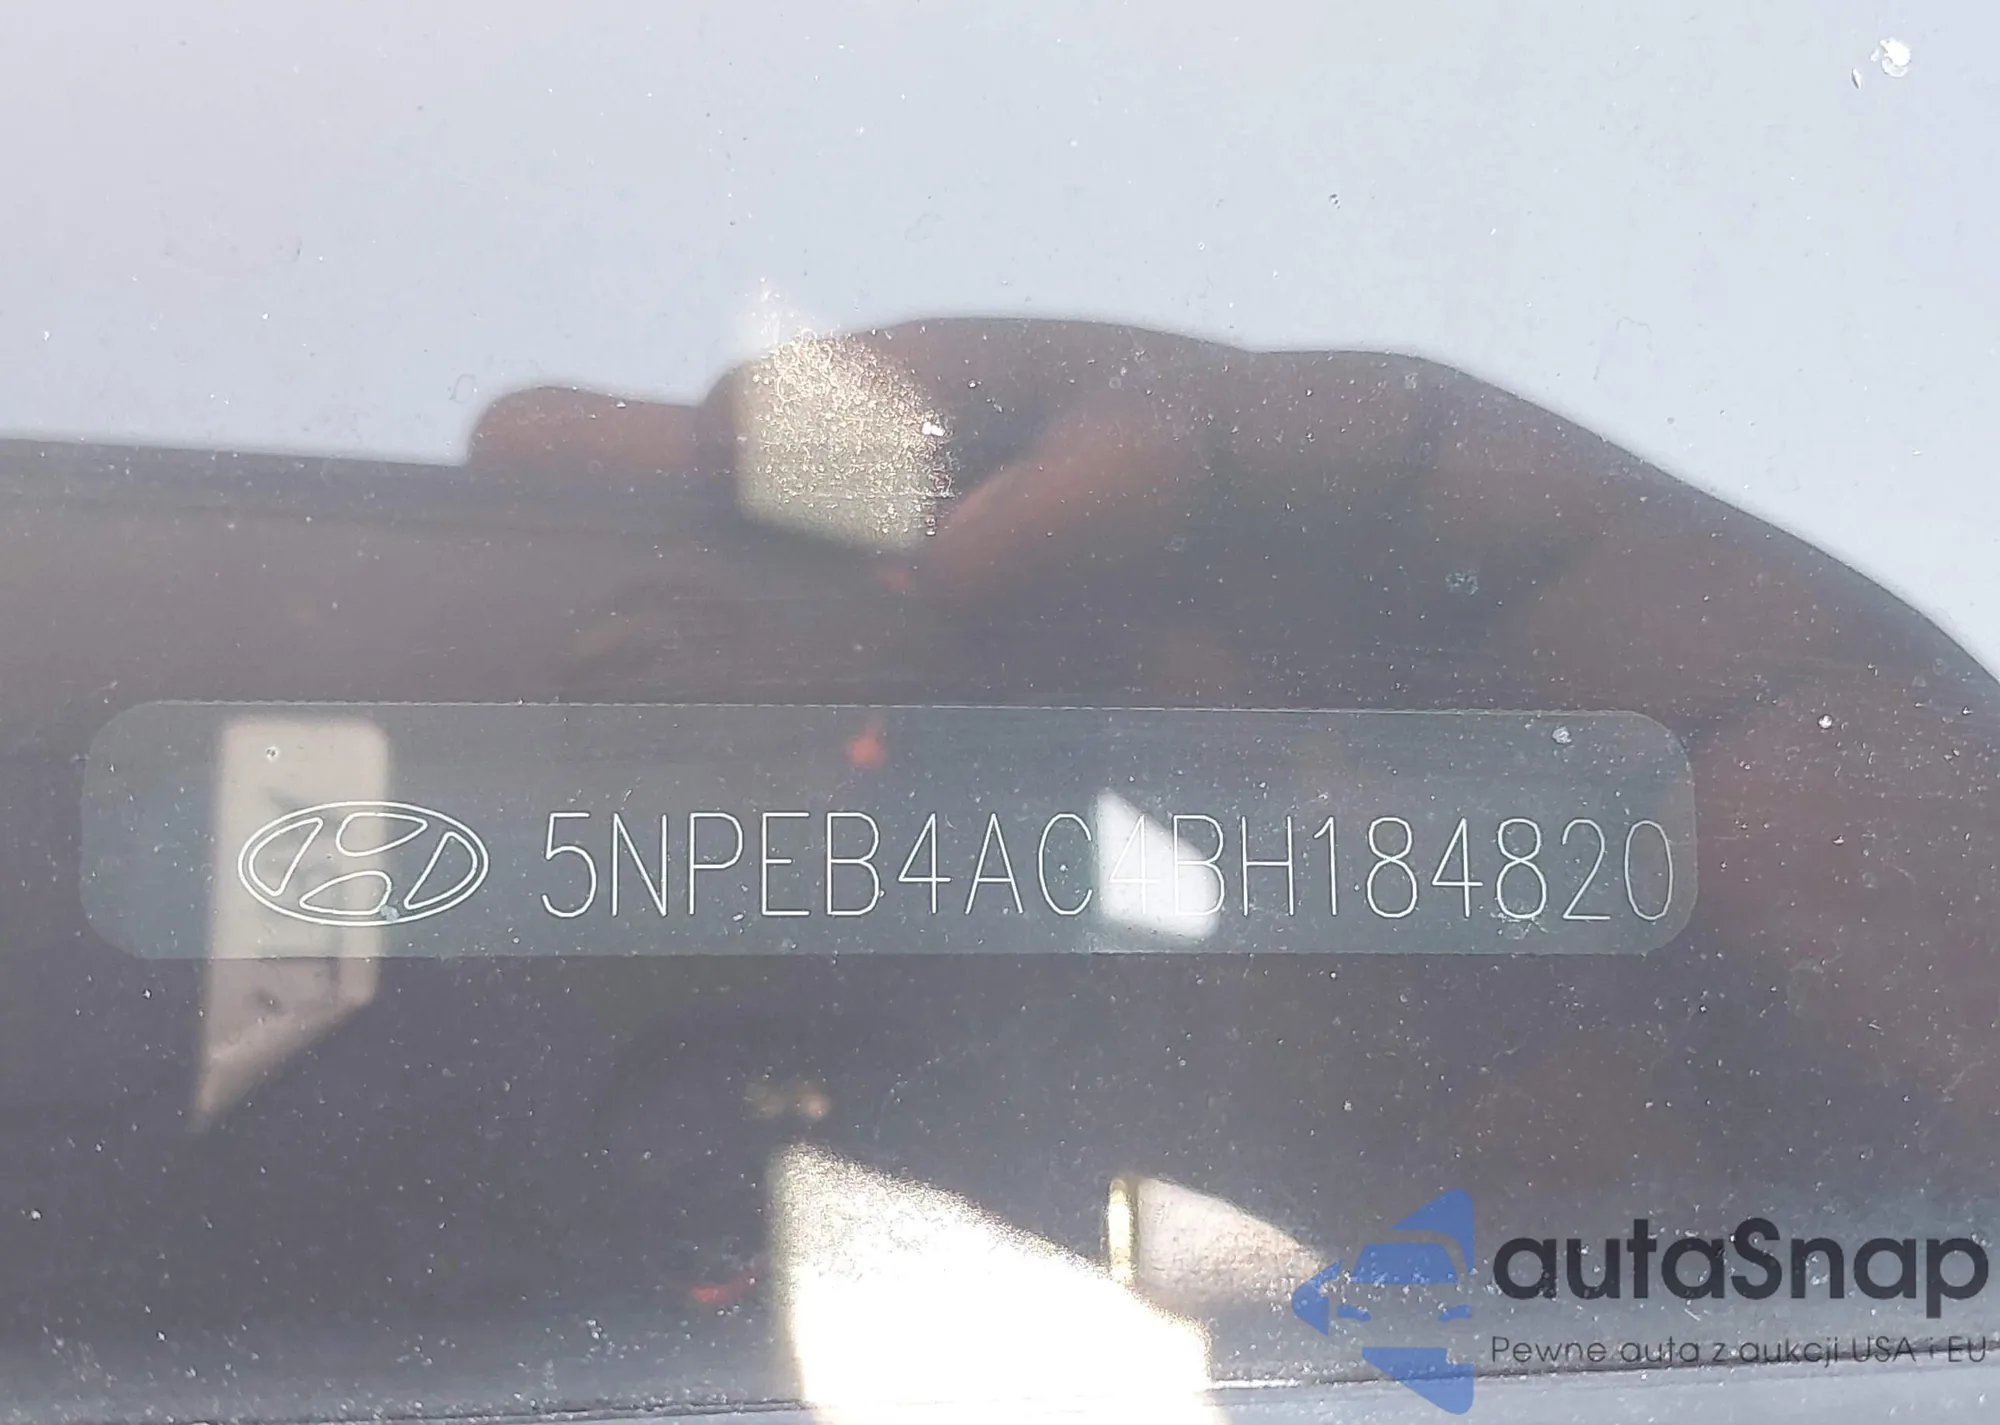 5NPEB4AC4BH184820
autaSnap
Pewne auta z aukcji USA i EU